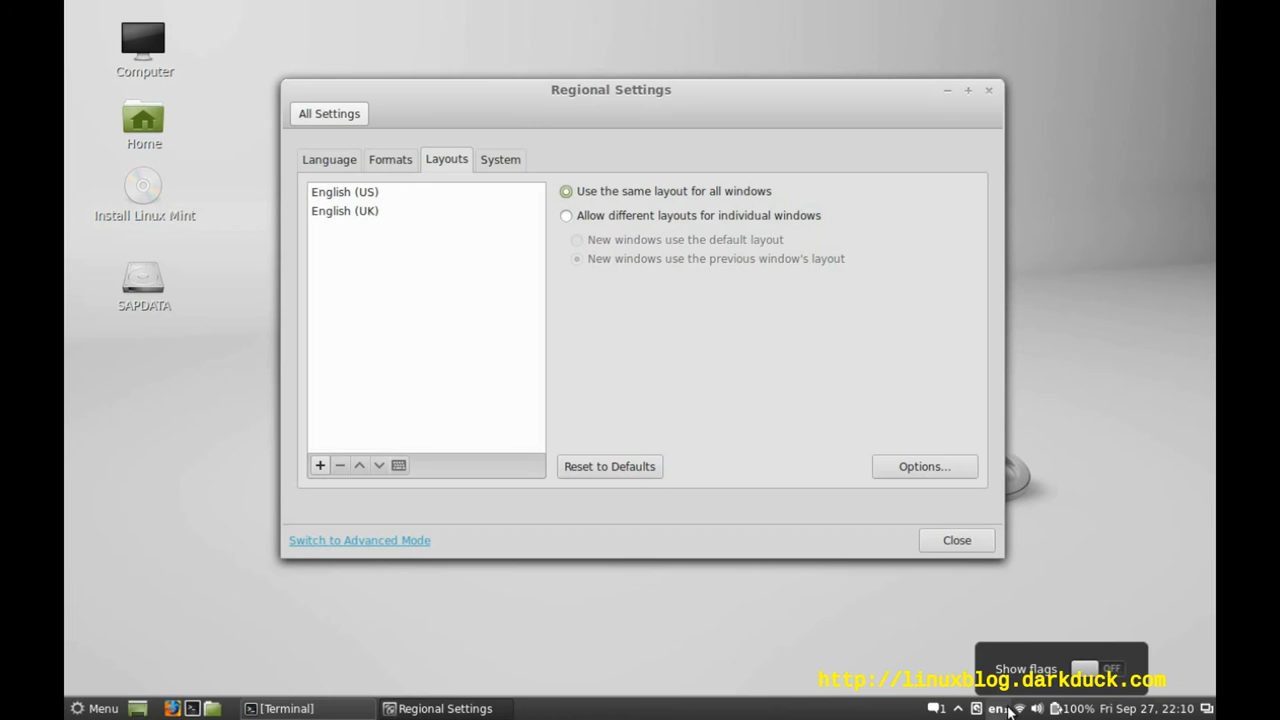 Computer
Home
Install Linux Mint
SAPDATA
Regional Settings
All Settings
Language Formats Layouts System
English (US)
English (UK)
Use the same layout for all windows
Allow different layouts for individual windows
New windows use the default layout
New windows use the previous window's layout
Reset to Defaults
Options...
Switch to Advanced Mode
Close
Show flags OFF
http://linuxblog.darkduck.com
Menu [Terminal] Regional Settings 1 en1 100% Fri Sep 27, 22:10